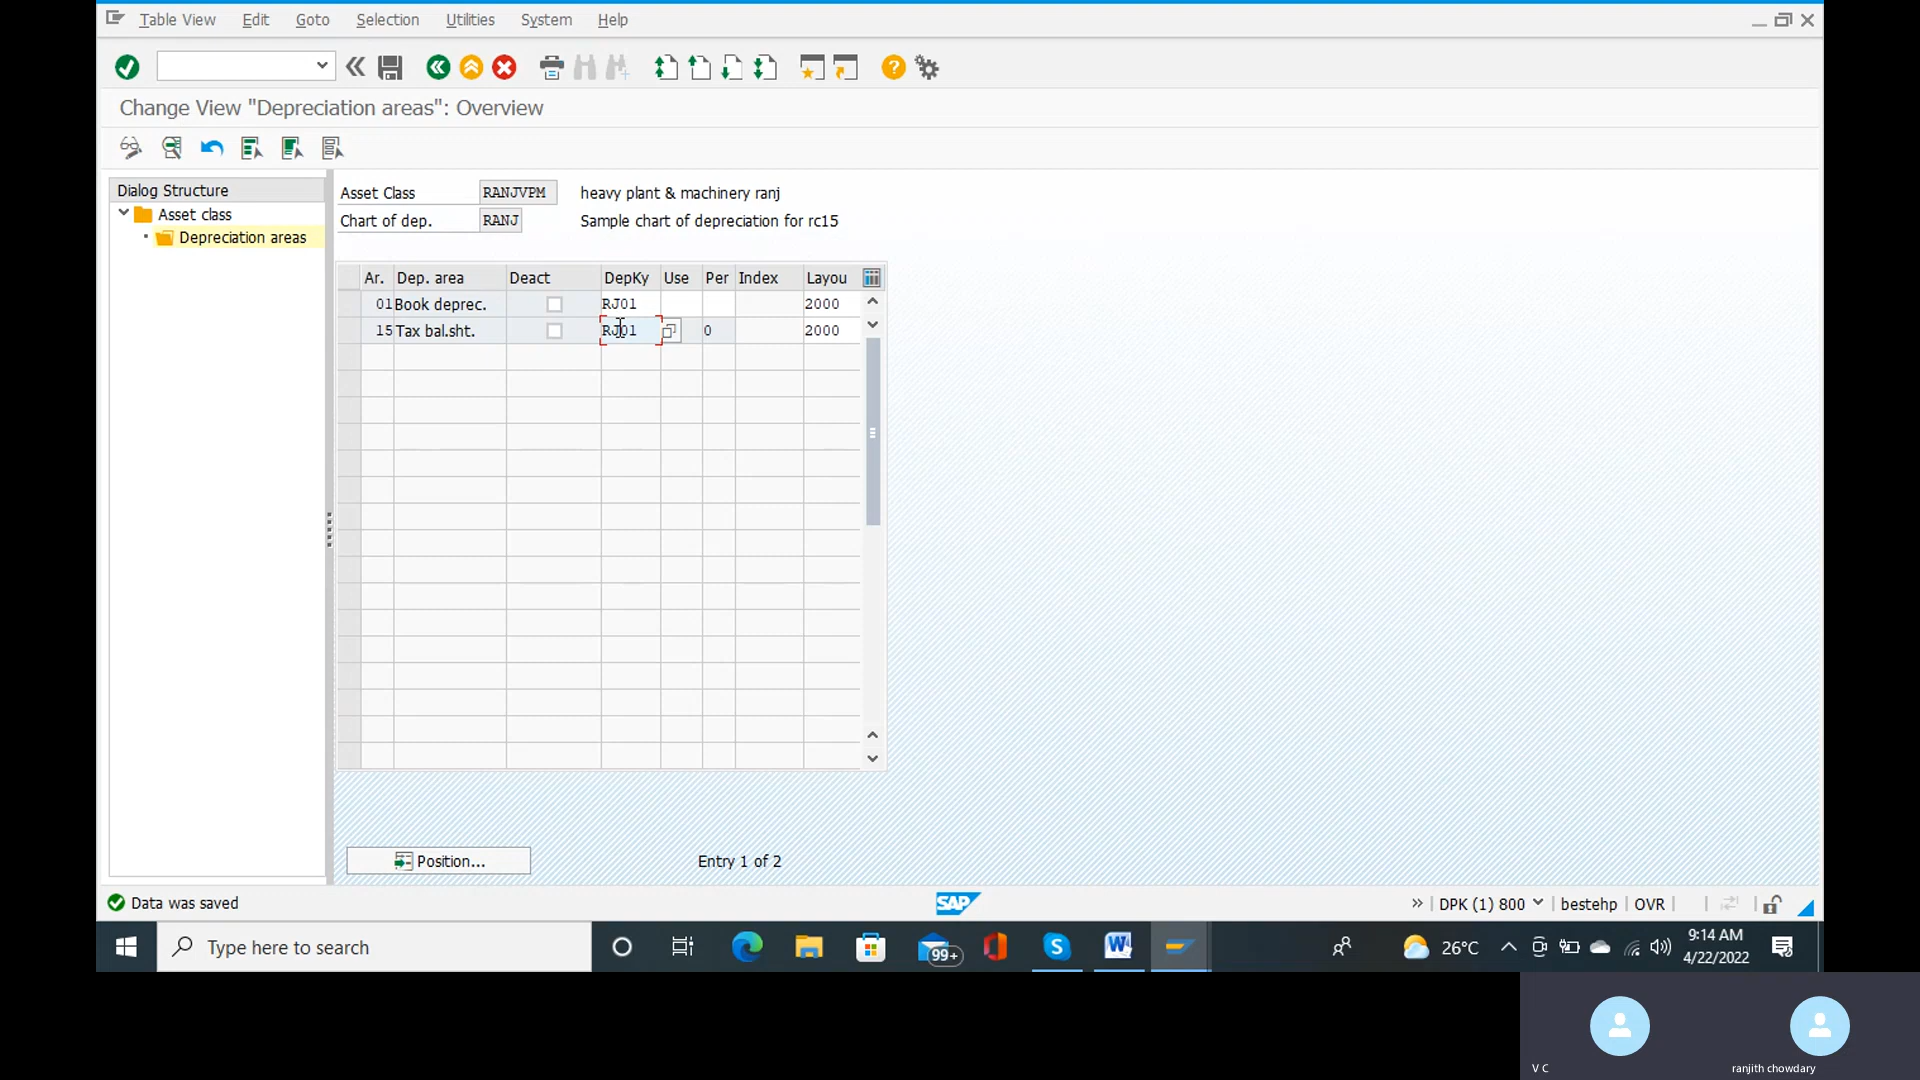 Table View Edit Goto Selection Utilities System Help
Change View "Depreciation areas": Overview
Dialog Structure
Asset class
Depreciation areas
Asset Class RANJVPM heavy plant & machinery ranj
Chart of dep. RANJ Sample chart of depreciation for rc15
Ar. Dep. area Deact DepKy Use Per Index Layou
01 Book deprec. RJ01 2000
15 Tax bal.sht. RJ01 0 2000
Position... Entry 1 of 2
Data was saved SAP DPK (1) 800 bestehp OVR
Type here to search 99+ 26°C 9:14 AM
4/22/2022
V C ranjith chowdary